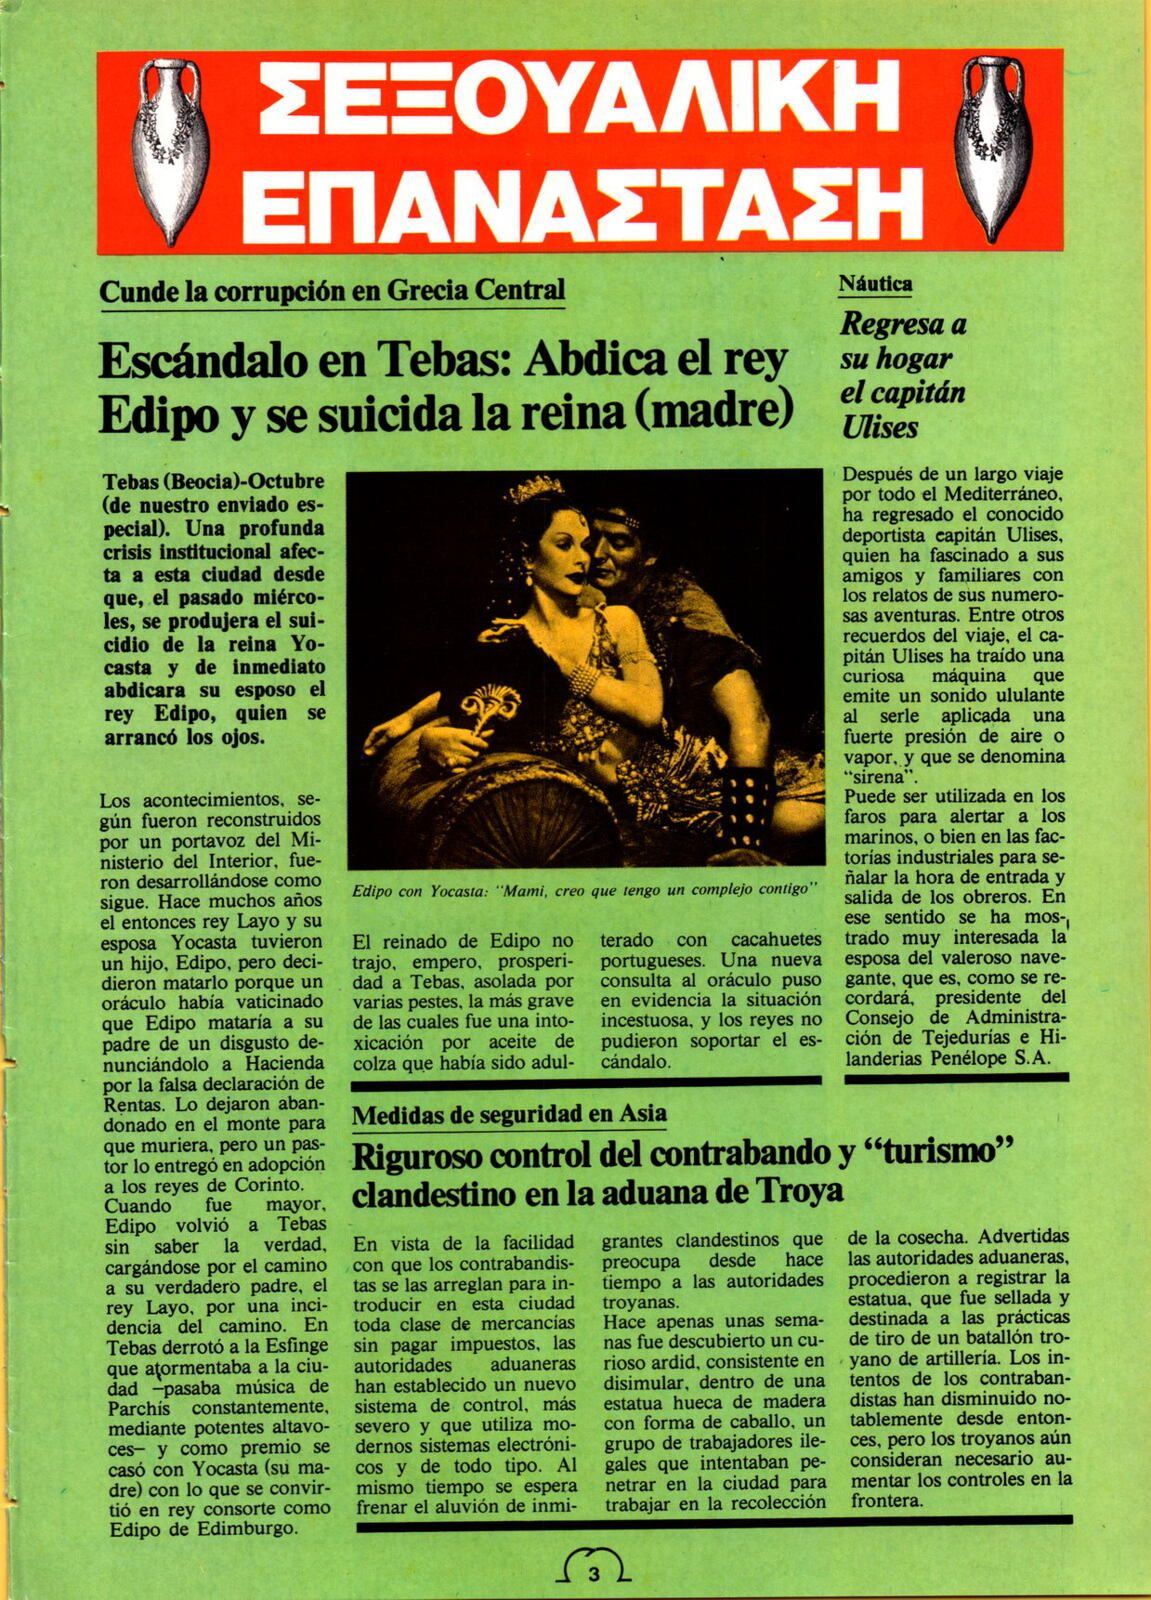 ΣΕΞΟΥΑΛΙΚΗ
ΕΠΑΝΑΣΤΑΣΗ
Cunde la corrupción en Grecia Central
Escándalo en Tebas: Abdica el rey
Edipo y se suicida la reina (madre)
Tebas (Beocia)-Octubre
(de nuestro enviado es-
pecial). Una profunda
crisis institucional afec-
ta a esta ciudad desde
que, el pasado miérco-
les, se produjera el sui-
cidio de la reina Yo-
casta y de inmediato
abdicara su esposo el
rey Edipo, quien se
arrancó los ojos.
Los acontecimientos, se-
gún fueron reconstruidos
por un portavoz del Mi-
nisterio del Interior, fue-
ron desarrollándose como
sigue. Hace muchos años
el entonces rey Layo y su
esposa Yocasta tuvieron
un hijo, Edipo, pero deci-
dieron matarlo porque un
oráculo había vaticinado
que Edipo mataría a su
padre de un disgusto de-
nunciándolo a Hacienda
por la falsa declaración de
Rentas. Lo dejaron aban-
donado en el monte para
que muriera, pero un pas-
tor lo entregó en adopción
a los reyes de Corinto.
Cuando fue mayor,
Edipo volvió a Tebas
sin saber la verdad,
cargándose por el camino
a su verdadero padre, el
rey Layo, por una inci-
dencia del camino. En
Tebas derrotó a la Esfinge
que atormentaba a la ciu-
dad —pasaba música de
Parchís constantemente,
mediante potentes altavo-
ces— y como premio se
casó con Yocasta (su ma-
dre) con lo que se convir-
tió en rey consorte como
Edipo de Edimburgo.
Edipo con Yocasta: "Mami, creo que tengo un complejo contigo"
El reinado de Edipo no
trajo, empero, prosperi-
dad a Tebas, asolada por
varias pestes, la más grave
de las cuales fue una into-
xicación por aceite de
colza que había sido adul-
terado con cacahuetes
portugueses. Una nueva
consulta al oráculo puso
en evidencia la situación
incestuosa, y los reyes no
pudieron soportar el es-
cándalo.
Náutica
Regresa a
su hogar
el capitán
Ulises
Después de un largo viaje
por todo el Mediterráneo,
ha regresado el conocido
deportista capitán Ulises,
quien ha fascinado a sus
amigos y familiares con
los relatos de sus numero-
sas aventuras. Entre otros
recuerdos del viaje, el ca-
pitán Ulises ha traído una
curiosa máquina que
emite un sonido ululante
al serle aplicada una
fuerte presión de aire o
vapor, y que se denomina
"sirena".
Puede ser utilizada en los
faros para alertar a los
marinos, o bien en las fac-
torías industriales para se-
ñalar la hora de entrada y
salida de los obreros. En
ese sentido se ha mos-
trado muy interesada la
esposa del valeroso nave-
gante, que es, como se re-
cordará, presidente del
Consejo de Administra-
ción de Tejedurías e Hi-
landerias Penélope S.A.
Medidas de seguridad en Asia
Riguroso control del contrabando y "turismo"
clandestino en la aduana de Troya
En vista de la facilidad
con que los contrabandis-
tas se las arreglan para in-
troducir en esta ciudad
toda clase de mercancías
sin pagar impuestos, las
autoridades aduaneras
han establecido un nuevo
sistema de control, más
severo y que utiliza mo-
dernos sistemas electróni-
cos y de todo tipo. Al
mismo tiempo se espera
frenar el aluvión de inmi-
grantes clandestinos que
preocupa desde hace
tiempo a las autoridades
troyanas.
Hace apenas unas sema-
nas fue descubierto un cu-
rioso ardid, consistente en
disimular, dentro de una
estatua hueca de madera
con forma de caballo, un
grupo de trabajadores ile-
gales que intentaban pe-
netrar en la ciudad para
trabajar en la recolección
de la cosecha. Advertidas
las autoridades aduaneras,
procedieron a registrar la
estatua, que fue sellada y
destinada a las prácticas
de tiro de un batallón tro-
yano de artillería. Los in-
tentos de los contraban-
distas han disminuido no-
tablemente desde enton-
ces, pero los troyanos aún
consideran necesario au-
mentar los controles en la
frontera.
3